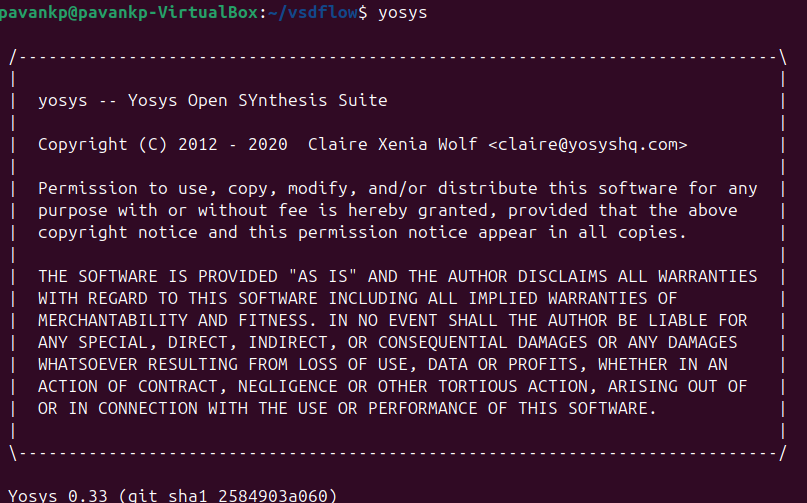 pavankp@pavankp-VirtualBox:~/vsdflow$ yosys
/----------------------------------------------------------------------------\
|                                                                            |
|  yosys -- Yosys Open SYnthesis Suite                                       |
|                                                                            |
|  Copyright (C) 2012 - 2020  Claire Xenia Wolf <claire@yosyshq.com>         |
|                                                                            |
|  Permission to use, copy, modify, and/or distribute this software for any  |
|  purpose with or without fee is hereby granted, provided that the above    |
|  copyright notice and this permission notice appear in all copies.         |
|                                                                            |
|  THE SOFTWARE IS PROVIDED "AS IS" AND THE AUTHOR DISCLAIMS ALL WARRANTIES  |
|  WITH REGARD TO THIS SOFTWARE INCLUDING ALL IMPLIED WARRANTIES OF          |
|  MERCHANTABILITY AND FITNESS. IN NO EVENT SHALL THE AUTHOR BE LIABLE FOR   |
|  ANY SPECIAL, DIRECT, INDIRECT, OR CONSEQUENTIAL DAMAGES OR ANY DAMAGES    |
|  WHATSOEVER RESULTING FROM LOSS OF USE, DATA OR PROFITS, WHETHER IN AN     |
|  ACTION OF CONTRACT, NEGLIGENCE OR OTHER TORTIOUS ACTION, ARISING OUT OF   |
|  OR IN CONNECTION WITH THE USE OR PERFORMANCE OF THIS SOFTWARE.            |
|                                                                            |
\----------------------------------------------------------------------------/
Yosys 0.33 (git sha1 2584903a060)